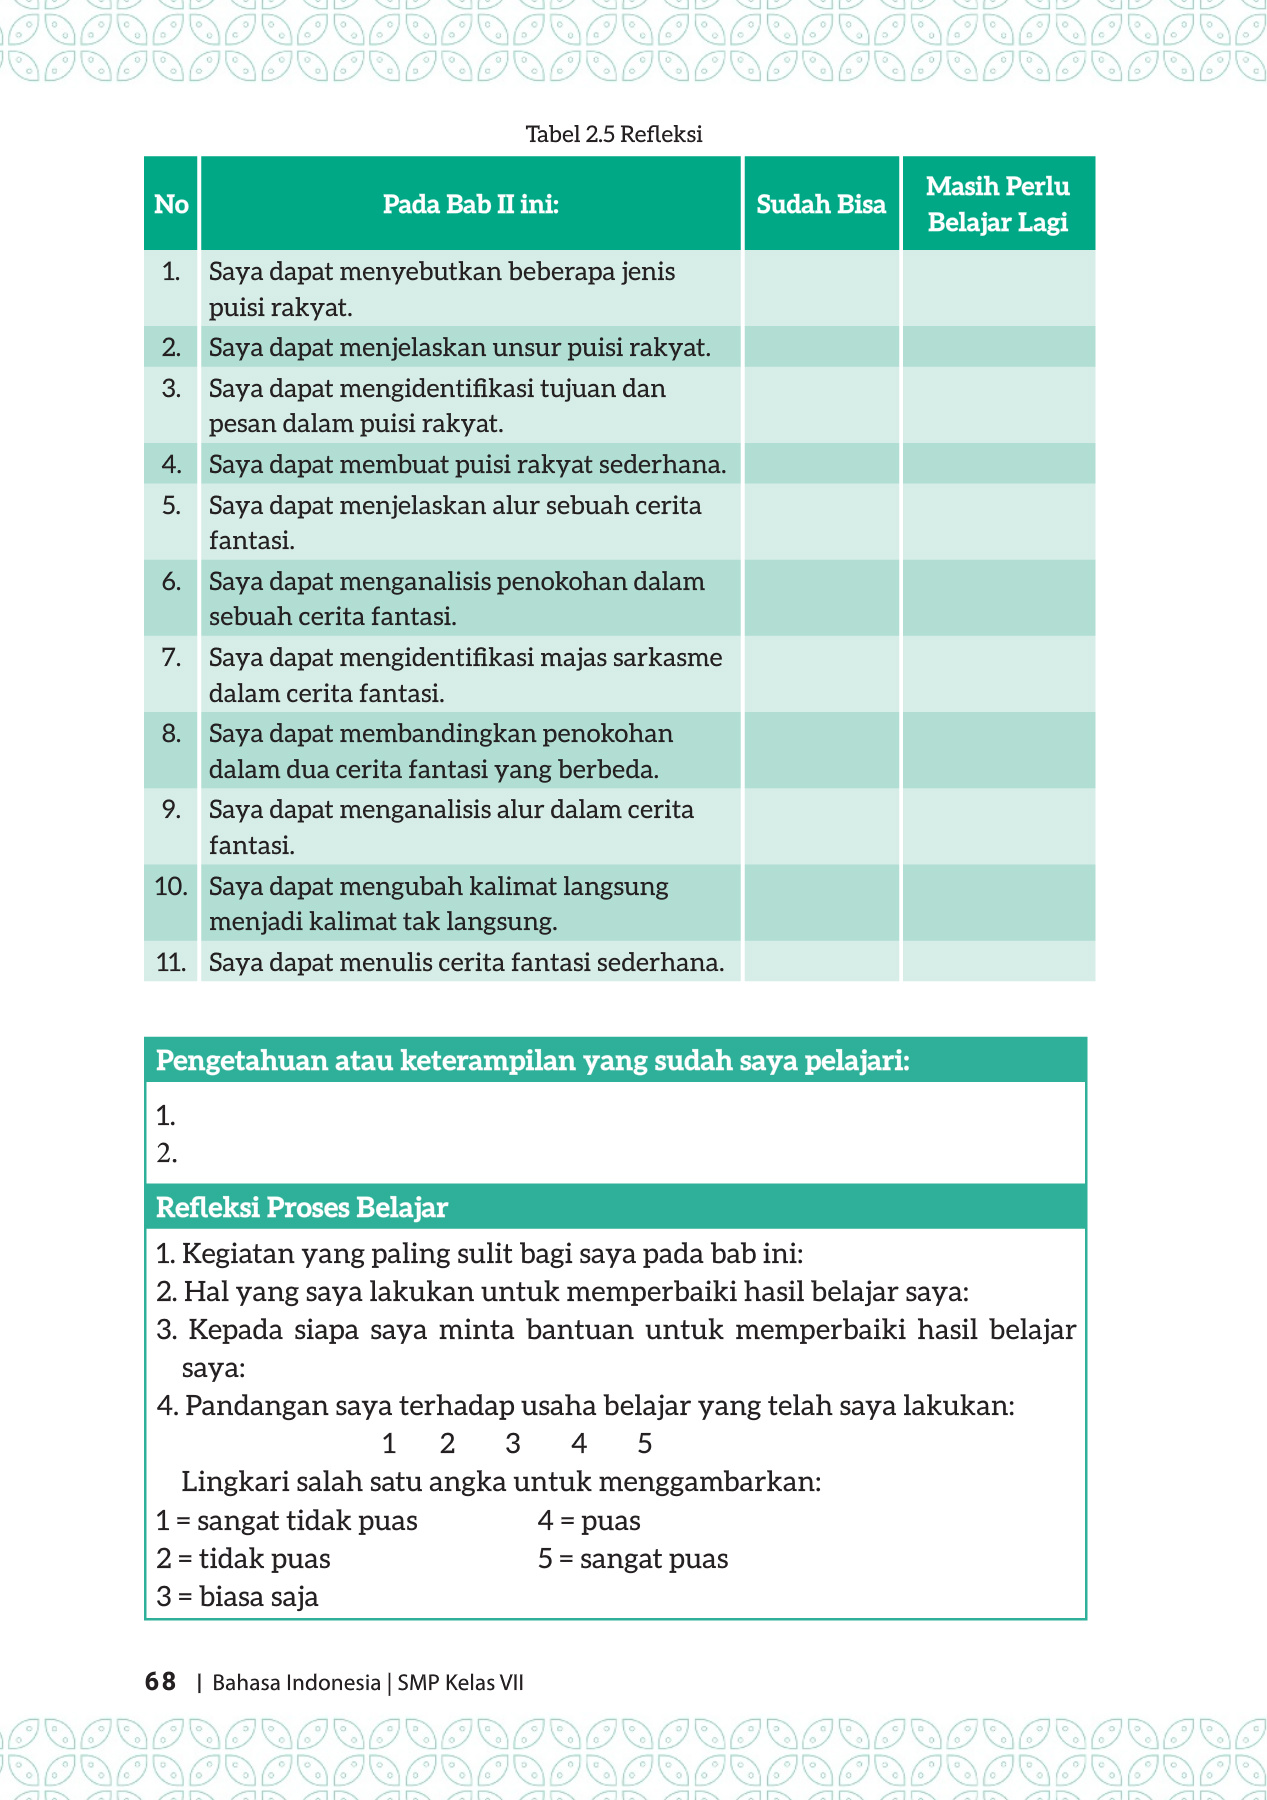 Tabel 2.5 Refleksi
No Pada Bab II ini: Sudah Bisa Masih Perlu
Belajar Lagi
1. Saya dapat menyebutkan beberapa jenis
puisi rakyat.
2. Saya dapat menjelaskan unsur puisi rakyat.
3. Saya dapat mengidentifikasi tujuan dan
pesan dalam puisi rakyat.
4. Saya dapat membuat puisi rakyat sederhana.
5. Saya dapat menjelaskan alur sebuah cerita
fantasi.
6. Saya dapat menganalisis penokohan dalam
sebuah cerita fantasi.
7. Saya dapat mengidentifikasi majas sarkasme
dalam cerita fantasi.
8. Saya dapat membandingkan penokohan
dalam dua cerita fantasi yang berbeda.
9. Saya dapat menganalisis alur dalam cerita
fantasi.
10. Saya dapat mengubah kalimat langsung
menjadi kalimat tak langsung.
11. Saya dapat menulis cerita fantasi sederhana.
Pengetahuan atau keterampilan yang sudah saya pelajari:
1.
2.
Refleksi Proses Belajar
1. Kegiatan yang paling sulit bagi saya pada bab ini:
2. Hal yang saya lakukan untuk memperbaiki hasil belajar saya:
3. Kepada siapa saya minta bantuan untuk memperbaiki hasil belajar
saya:
4. Pandangan saya terhadap usaha belajar yang telah saya lakukan:
1 2 3 4 5
Lingkari salah satu angka untuk menggambarkan:
1 = sangat tidak puas 4 = puas
2 = tidak puas 5 = sangat puas
3 = biasa saja
68 | Bahasa Indonesia | SMP Kelas VII